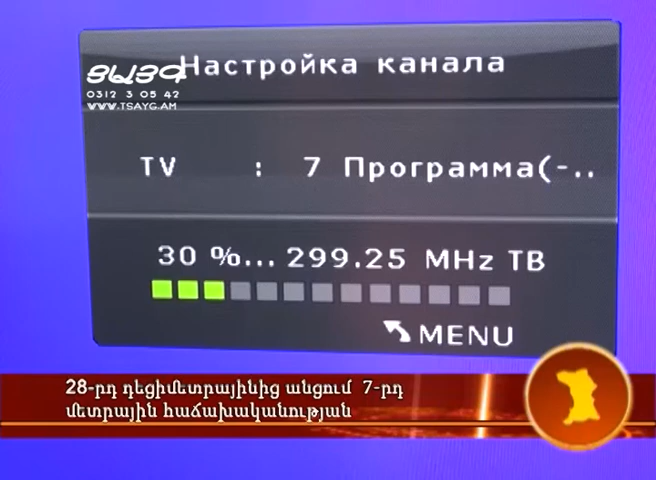 Настройка канала
ՑԱՅԳ
0312 3 05 42
WWW.TSAYG.AM
TV : 7 Программа(-..
30 %... 299.25 MHz ТВ
MENU
28-րդ դեցիմետրայինից անցում 7-րդ
մետրային հաճախականության